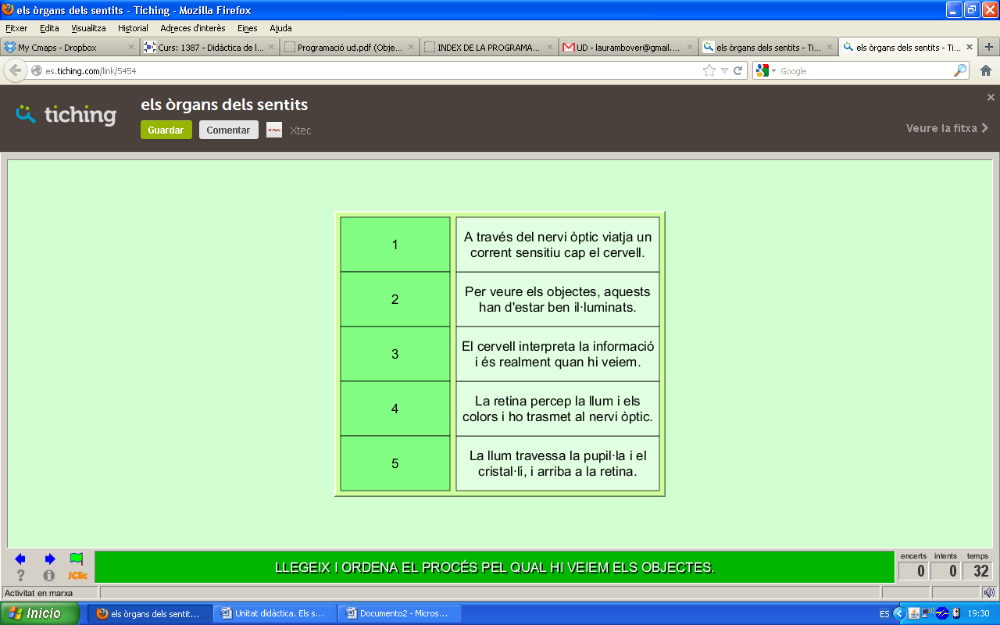 els òrgans dels sentits - Tiching - Mozilla Firefox
Fitxer Edita Visualitza Historial Adreces d'interès Eines Ajuda
My Cmaps - Dropbox
Curs: 1387 - Didàctica de l...
Programació ud.pdf (Obje...
INDEX DE LA PROGRAMA...
UD - laurambover@gmail....
els òrgans dels sentits - Ti...
els òrgans dels sentits - Ti...
es.tiching.com/link/5454
Google
tiching
els òrgans dels sentits
Guardar
Comentar
Xtec
Veure la fitxa
1
A través del nervi òptic viatja un
corrent sensitiu cap el cervell.
2
Per veure els objectes, aquests
han d'estar ben il·luminats.
3
El cervell interpreta la informació
i és realment quan hi veiem.
4
La retina percep la llum i els
colors i ho trasmet al nervi òptic.
5
La llum travessa la pupil·la i el
cristal·lí, i arriba a la retina.
JClic
LLEGEIX I ORDENA EL PROCÉS PEL QUAL HI VEIEM ELS OBJECTES.
encerts intents temps
0 0 32
Activitat en marxa
Inicio
els òrgans dels sentit...
Unitat didàctica. Els s...
Documento2 - Micros...
ES
19:30